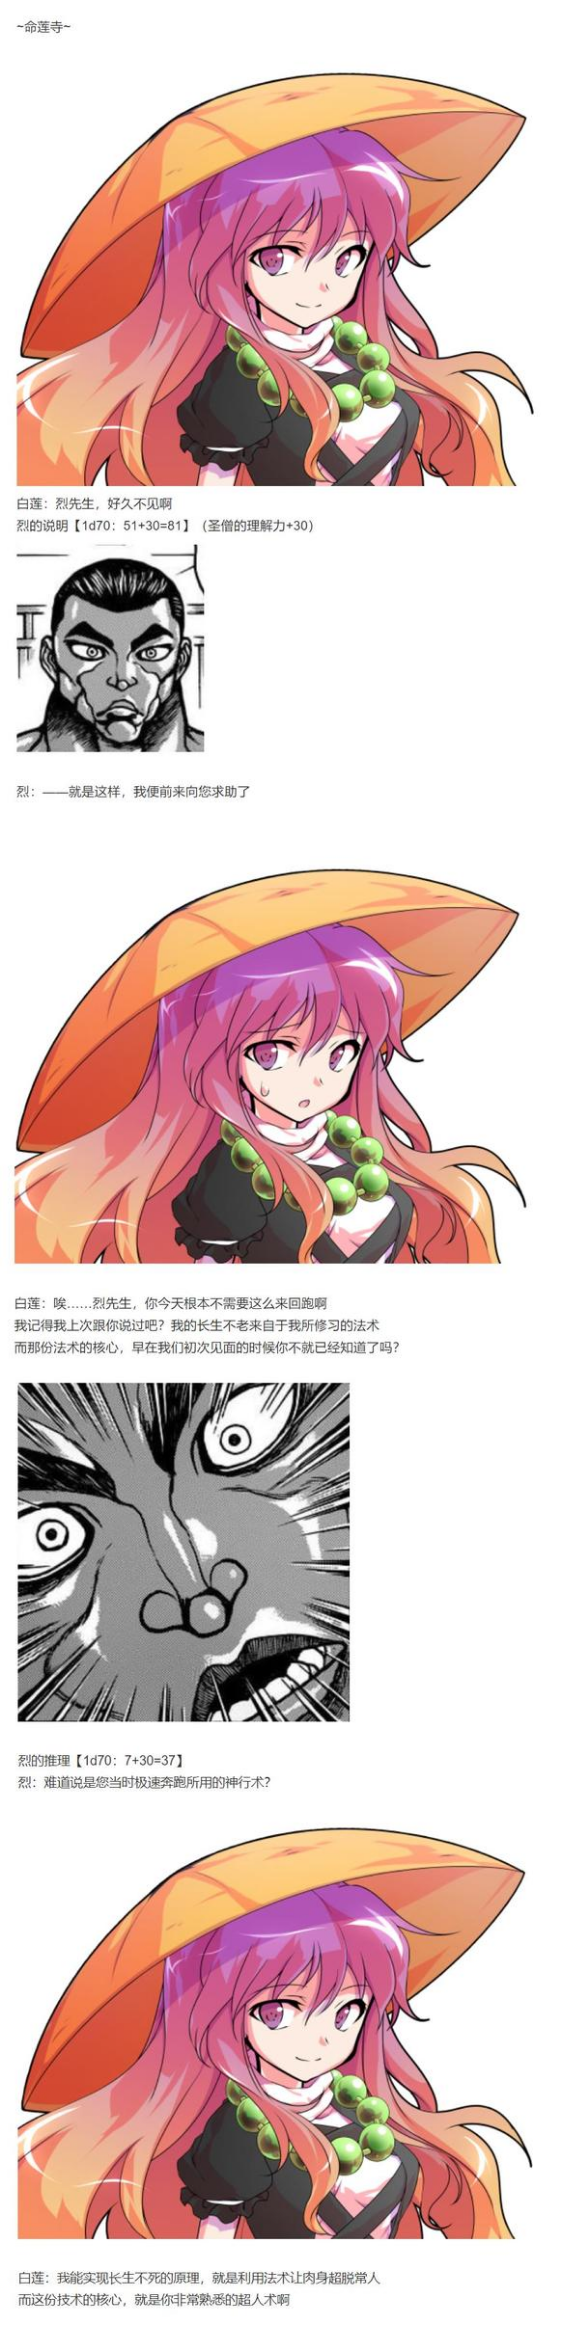 ~命莲寺~
白莲：烈先生，好久不见啊
烈的说明【1d70：51+30=81】（圣僧的理解力+30）
烈：——就是这样，我便前来向您求助了
白莲：唉……烈先生，你今天根本不需要这么来回跑啊
我记得我上次跟你说过吧？我的长生不老来自于我所修习的法术
而那份法术的核心，早在我们初次见面的时候你不就已经知道了吗？
烈的推理【1d70：7+30=37】
烈：难道说是您当时极速奔跑所用的神行术？
白莲：我能实现长生不死的原理，就是利用法术让肉身超脱常人
而这份技术的核心，就是你非常熟悉的超人术啊